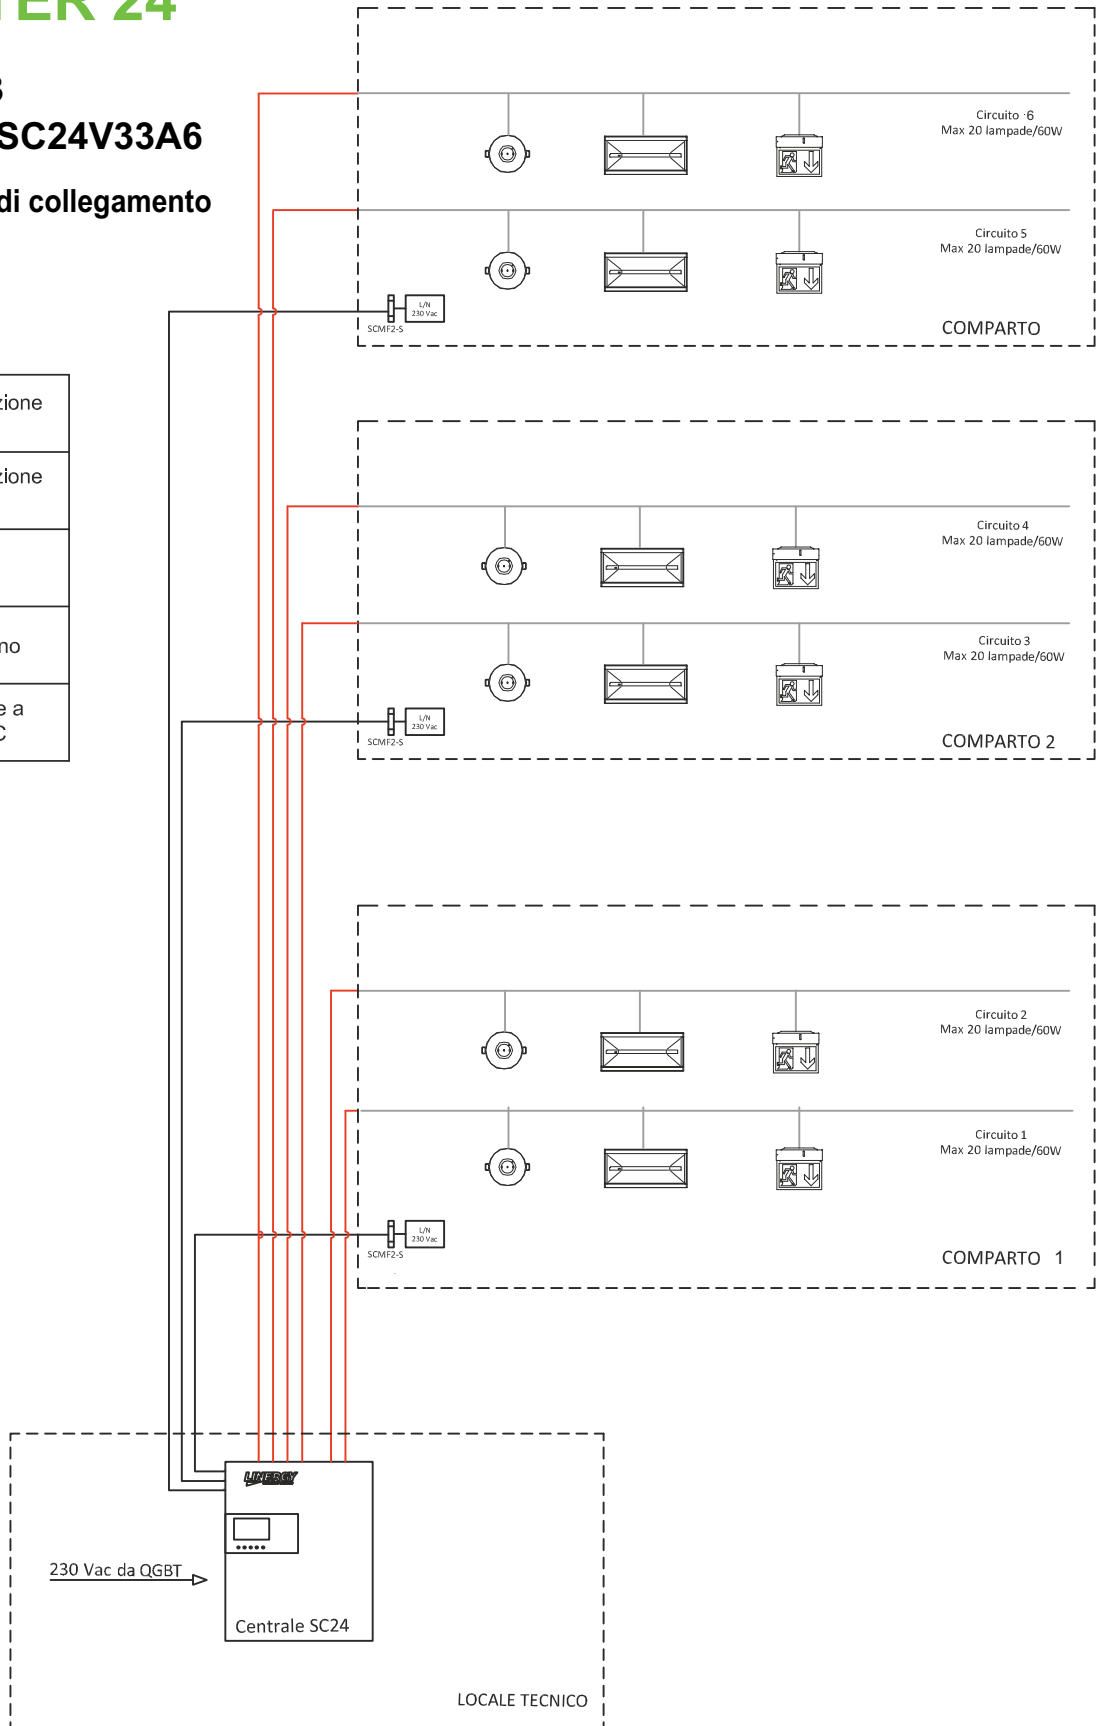 TER 24
SC24V33A6
di collegamento
zione
zione
no
e a
C
Circuito 6
Max 20 lampade/60W
Circuito 5
Max 20 lampade/60W
L/N
230 Vac
SCMF2-S
COMPARTO
Circuito 4
Max 20 lampade/60W
Circuito 3
Max 20 lampade/60W
L/N
230 Vac
SCMF2-S
COMPARTO 2
Circuito 2
Max 20 lampade/60W
Circuito 1
Max 20 lampade/60W
L/N
230 Vac
SCMF2-S
COMPARTO 1
LINERGY
230 Vac da QGBT
Centrale SC24
LOCALE TECNICO